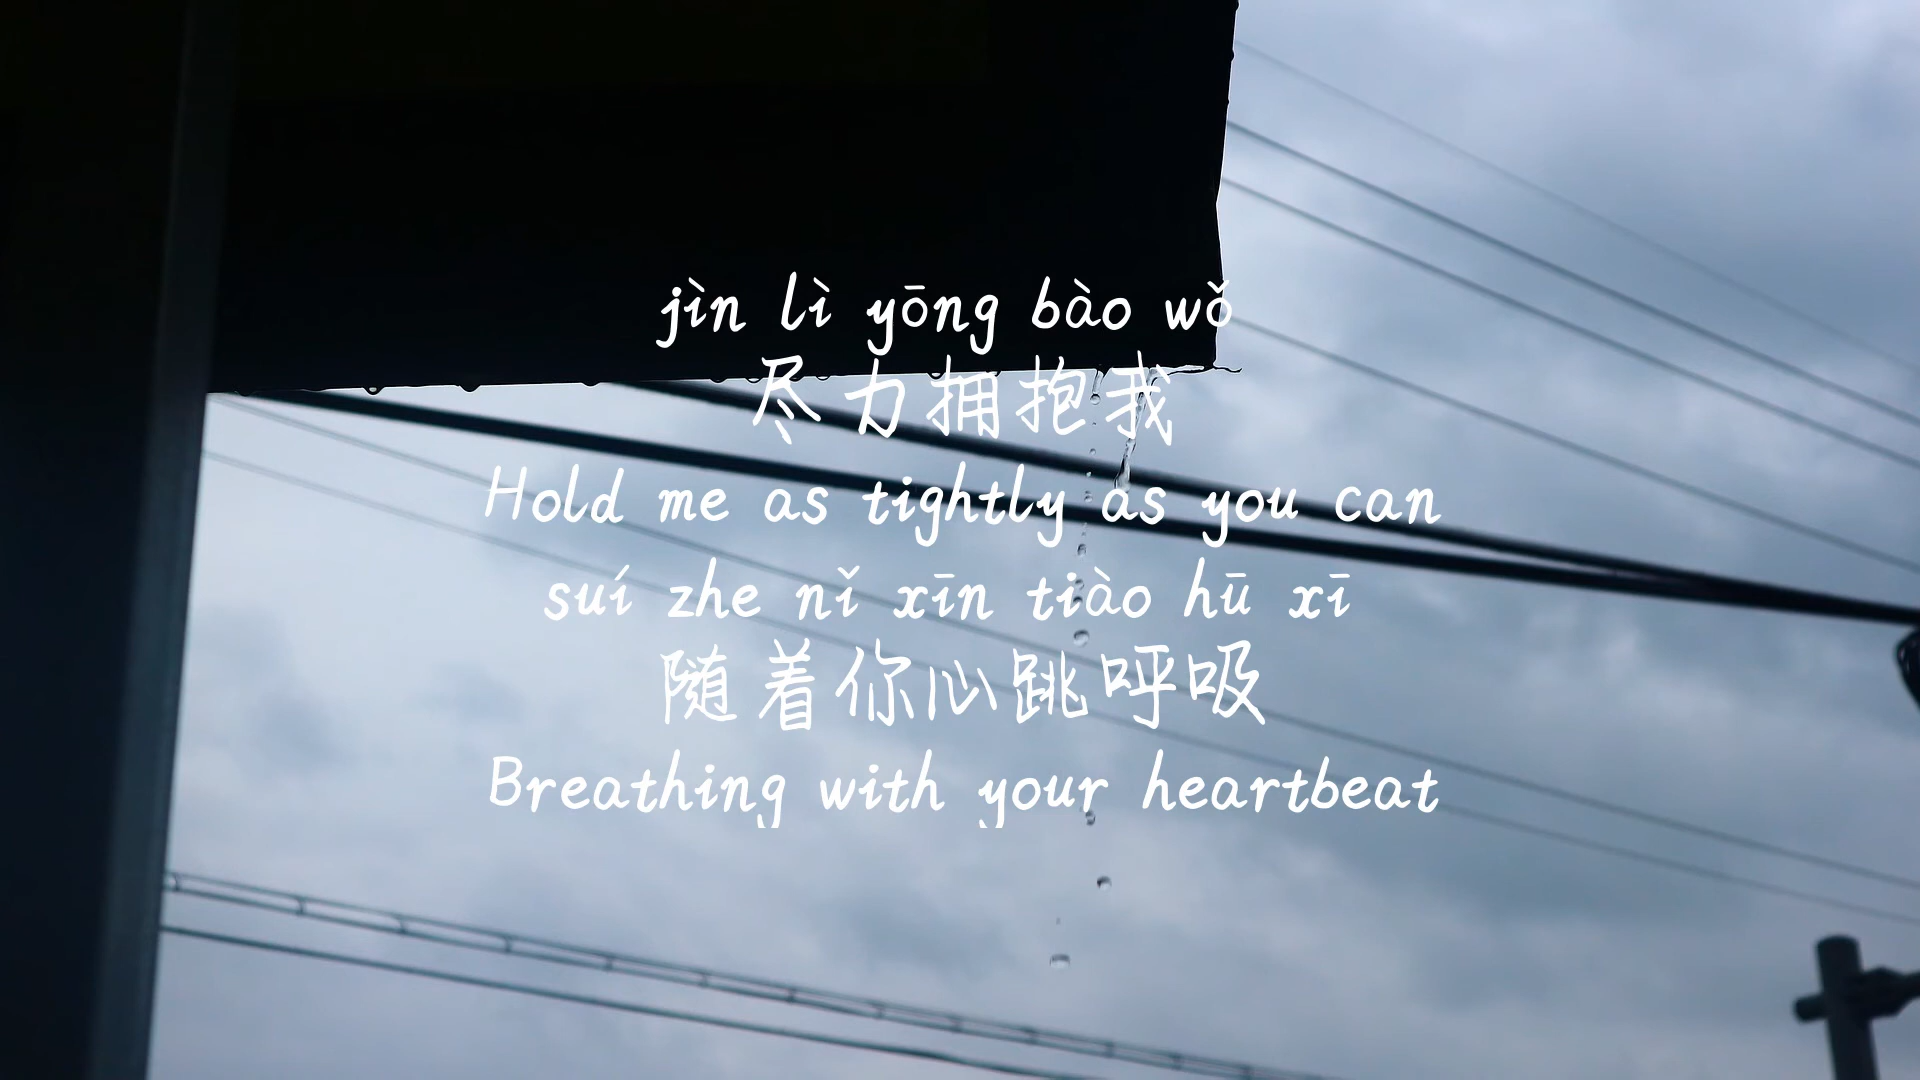 jìn lì yōng bào wǒ
尽力拥抱我
Hold me as tightly as you can
suí zhe nǐ xīn tiào hū xī
随着你心跳呼吸
Breathing with your heartbeat